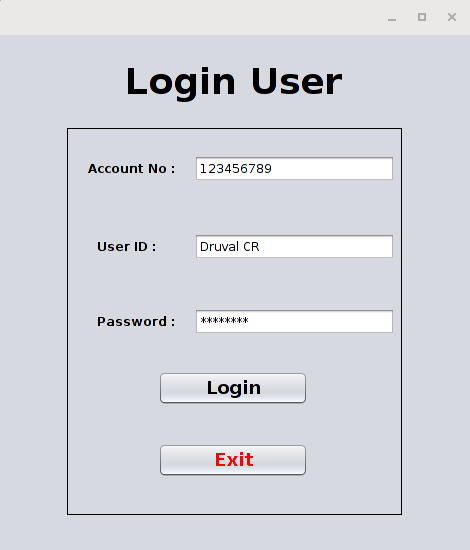 Login User
Account No : 123456789
User ID : Druval CR
Password : ********
Login
Exit